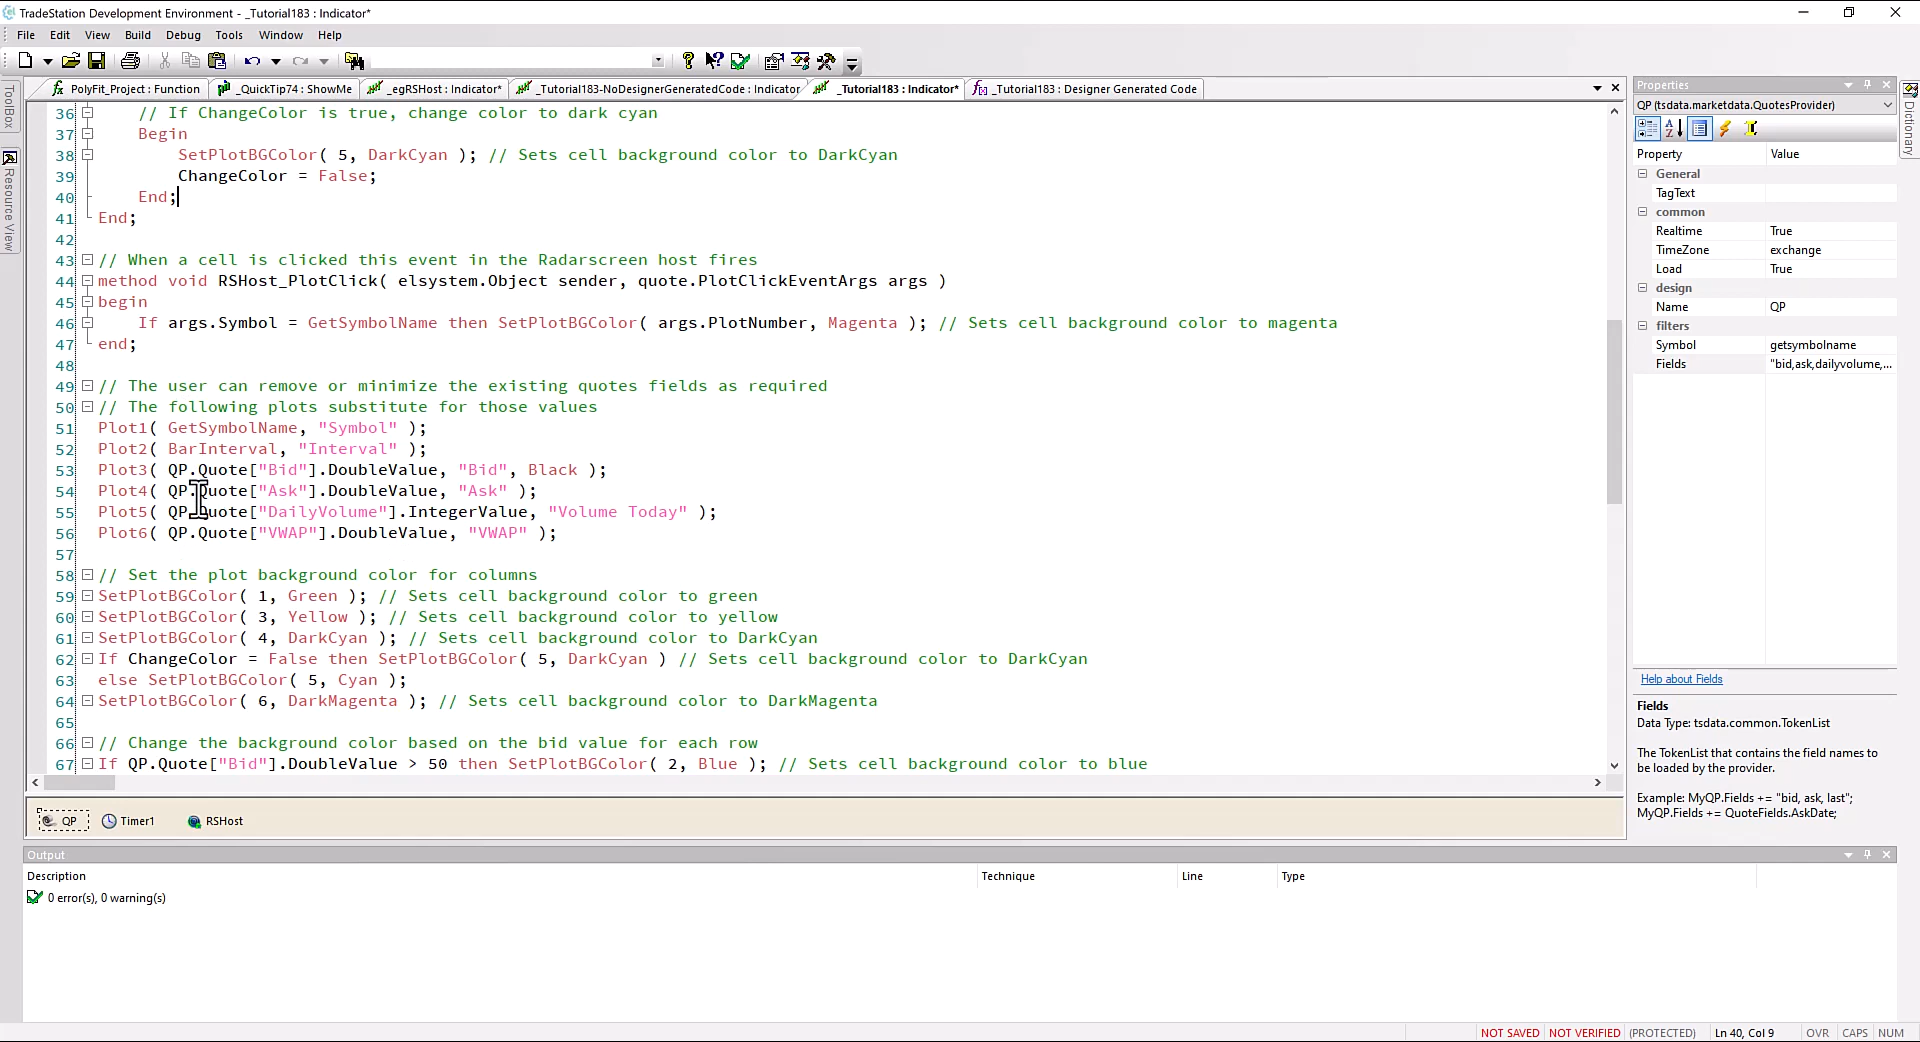 TradeStation Development Environment - _Tutorial183 : Indicator*
File Edit View Build Debug Tools Window Help
PolyFit_Project : Function _QuickTip74 : ShowMe _egRSHost : Indicator* _Tutorial183-NoDesignerGeneratedCode : Indicator _Tutorial183 : Indicator* _Tutorial183 : Designer Generated Code
ToolBox
Resource View
36 // If ChangeColor is true, change color to dark cyan
37 Begin
38 SetPlotBGColor( 5, DarkCyan ); // Sets cell background color to DarkCyan
39 ChangeColor = False;
40 End;
41 End;
42
43 // When a cell is clicked this event in the Radarscreen host fires
44 method void RSHost_PlotClick( elsystem.Object sender, quote.PlotClickEventArgs args )
45 begin
46 If args.Symbol = GetSymbolName then SetPlotBGColor( args.PlotNumber, Magenta ); // Sets cell background color to magenta
47 end;
48
49 // The user can remove or minimize the existing quotes fields as required
50 // The following plots substitute for those values
51 Plot1( GetSymbolName, "Symbol" );
52 Plot2( BarInterval, "Interval" );
53 Plot3( QP.Quote["Bid"].DoubleValue, "Bid", Black );
54 Plot4( QP.Quote["Ask"].DoubleValue, "Ask" );
55 Plot5( QP.Quote["DailyVolume"].IntegerValue, "Volume Today" );
56 Plot6( QP.Quote["VWAP"].DoubleValue, "VWAP" );
57
58 // Set the plot background color for columns
59 SetPlotBGColor( 1, Green ); // Sets cell background color to green
60 SetPlotBGColor( 3, Yellow ); // Sets cell background color to yellow
61 SetPlotBGColor( 4, DarkCyan ); // Sets cell background color to DarkCyan
62 If ChangeColor = False then SetPlotBGColor( 5, DarkCyan ) // Sets cell background color to DarkCyan
63 else SetPlotBGColor( 5, Cyan );
64 SetPlotBGColor( 6, DarkMagenta ); // Sets cell background color to DarkMagenta
65
66 // Change the background color based on the bid value for each row
67 If QP.Quote["Bid"].DoubleValue > 50 then SetPlotBGColor( 2, Blue ); // Sets cell background color to blue
QP Timer1 RSHost
Properties
QP (tsdata.marketdata.QuotesProvider)
Property Value
General
TagText
common
Realtime True
TimeZone exchange
Load True
design
Name QP
filters
Symbol getsymbolname
Fields "bid,ask,dailyvolume,...
Help about Fields
Fields
Data Type: tsdata.common.TokenList
The TokenList that contains the field names to
be loaded by the provider.
Example: MyQP.Fields += "bid, ask, last";
MyQP.Fields += QuoteFields.AskDate;
Dictionary
Output
Description Technique Line Type
0 error(s), 0 warning(s)
NOT SAVED NOT VERIFIED (PROTECTED) Ln 40, Col 9 OVR CAPS NUM